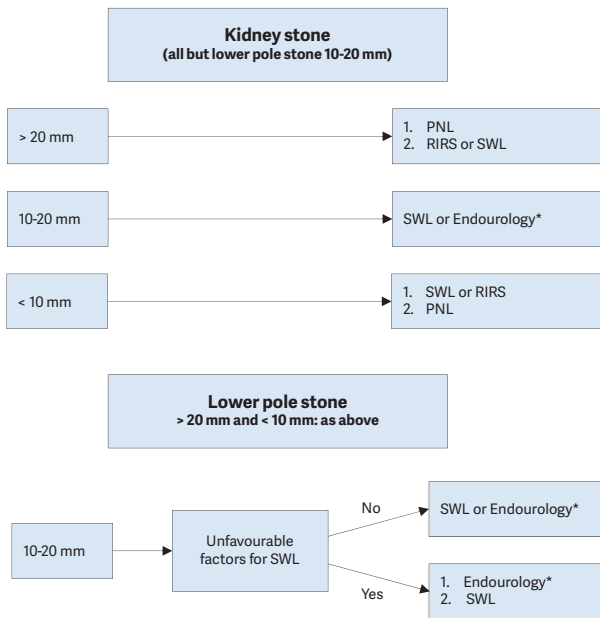 Kidney stone
(all but lower pole stone 10-20 mm)
> 20 mm
1. PNL
2. RIRS or SWL
10-20 mm
SWL or Endourology*
< 10 mm
1. SWL or RIRS
2. PNL
Lower pole stone
> 20 mm and < 10 mm: as above
10-20 mm
Unfavourable
factors for SWL
No
SWL or Endourology*
Yes
1. Endourology*
2. SWL